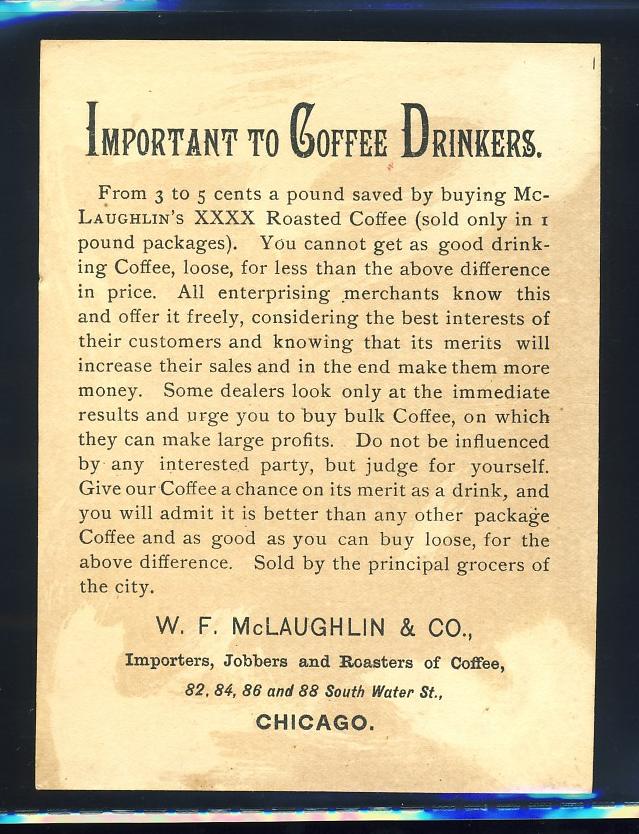 IMPORTANT TO COFFEE DRINKERS.
From 3 to 5 cents a pound saved by buying Mc-
LAUGHLIN'S XXXX Roasted Coffee (sold only in 1
pound packages). You cannot get as good drink-
ing Coffee, loose, for less than the above difference
in price. All enterprising merchants know this
and offer it freely, considering the best interests of
their customers and knowing that its merits will
increase their sales and in the end make them more
money. Some dealers look only at the immediate
results and urge you to buy bulk Coffee, on which
they can make large profits. Do not be influenced
by any interested party, but judge for yourself.
Give our Coffee a chance on its merit as a drink, and
you will admit it is better than any other package
Coffee and as good as you can buy loose, for the
above difference. Sold by the principal grocers of
the city.
W. F. McLAUGHLIN & CO.,
Importers, Jobbers and Roasters of Coffee,
82, 84, 86 and 88 South Water St.,
CHICAGO.